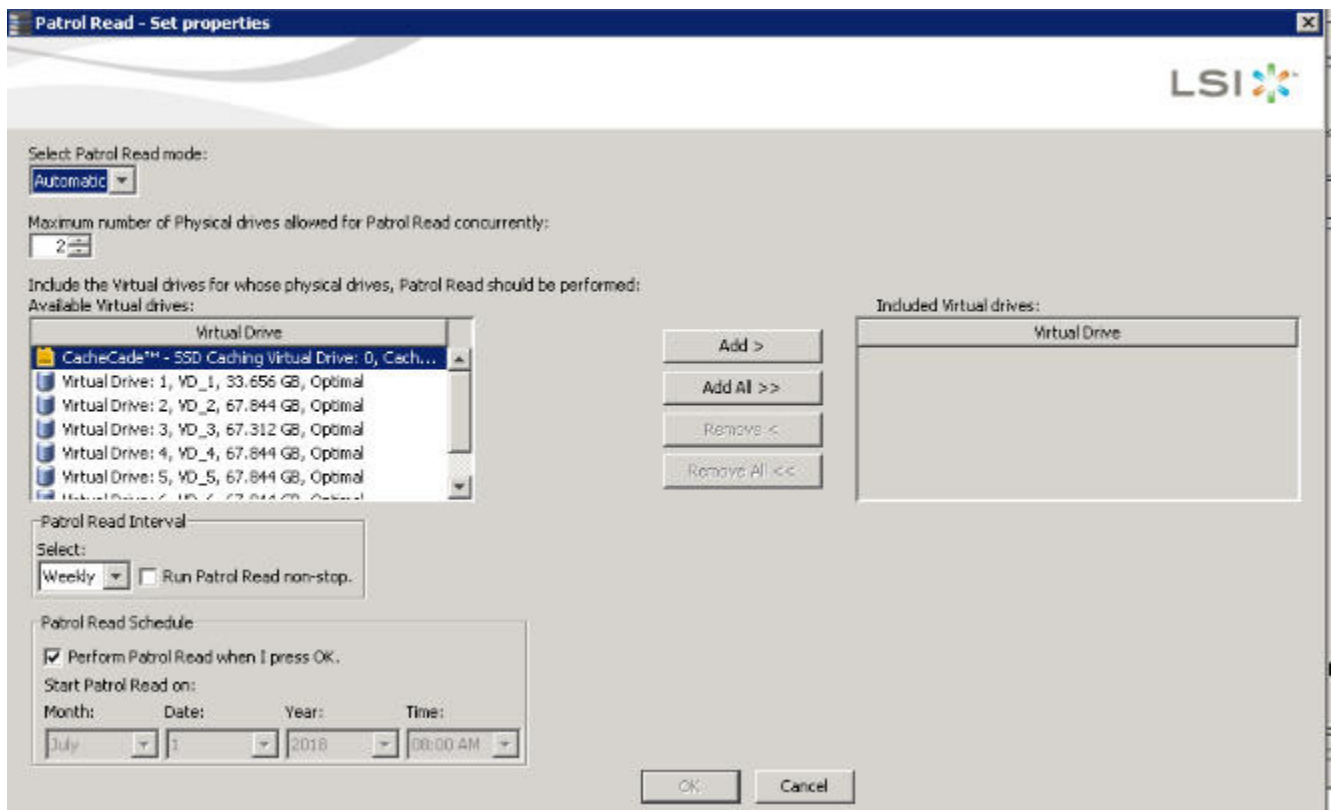 Patrol Read - Set properties
LSI
Select Patrol Read mode:
Automatic
Maximum number of Physical drives allowed for Patrol Read concurrently:
2
Include the Virtual drives for whose physical drives, Patrol Read should be performed:
Available Virtual drives:
Included Virtual drives:
Virtual Drive
Virtual Drive
CacheCade™ - SSD Caching Virtual Drive: 0, Cach...
Virtual Drive: 1, VD_1, 33.656 GB, Optimal
Virtual Drive: 2, VD_2, 67.844 GB, Optimal
Virtual Drive: 3, VD_3, 67.312 GB, Optimal
Virtual Drive: 4, VD_4, 67.844 GB, Optimal
Virtual Drive: 5, VD_5, 67.844 GB, Optimal
Add >
Add All >>
Remove <
Remove All <<
Patrol Read Interval
Select:
Weekly
Run Patrol Read non-stop.
Patrol Read Schedule
Perform Patrol Read when I press OK.
Start Patrol Read on:
Month: Date: Year: Time:
July 1 2018 08:00 AM
OK Cancel